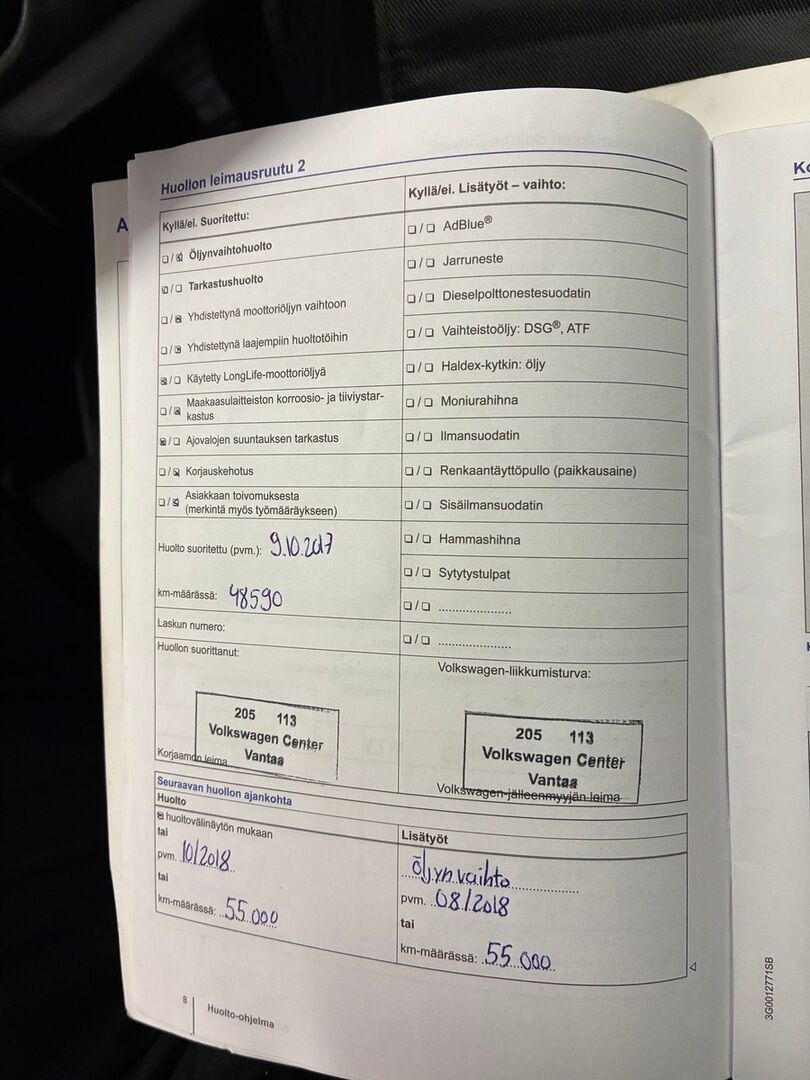 Huollon leimausruutu 2
Kyllä/ei. Suoritettu:
☐ / ☒ Öljynvaihtohuolto
☒ / ☐ Tarkastushuolto
☐ / ☒ Yhdistettynä moottoriöljyn vaihtoon
☐ / ☒ Yhdistettynä laajempiin huoltotöihin
☒ / ☐ Käytetty LongLife-moottoriöljyä
☐ / ☒ Maakaasulaitteiston korroosio- ja tiiviystar-
kastus
☒ / ☐ Ajovalojen suuntauksen tarkastus
☐ / ☒ Korjauskehotus
☐ / ☒ Asiakkaan toivomuksesta
(merkintä myös työmääräykseen)
Huolto suoritettu (pvm.): 9.10.2017
km-määrässä: 48590
Laskun numero:
Huollon suorittanut:
205 113
Volkswagen Center
Vantaa
Korjaamon leima
Kyllä/ei. Lisätyöt – vaihto:
☐ / ☐ AdBlue®
☐ / ☐ Jarruneste
☐ / ☐ Dieselpolttonestesuodatin
☐ / ☐ Vaihteistoöljy: DSG®, ATF
☐ / ☐ Haldex-kytkin: öljy
☐ / ☐ Moniurahihna
☐ / ☐ Ilmansuodatin
☐ / ☐ Renkaantäyttöpullo (paikkausaine)
☐ / ☐ Sisäilmansuodatin
☐ / ☐ Hammashihna
☐ / ☐ Sytytystulpat
☐ / ☐ ....................
☐ / ☐ ....................
Volkswagen-liikkumisturva:
205 113
Volkswagen Center
Vantaa
Volkswagen-jälleenmyyjän leima
Seuraavan huollon ajankohta
Huolto
☒ huoltovälinäytön mukaan
tai
pvm. 10/2018
tai
km-määrässä: 55.000
Lisätyöt
öljynvaihto
pvm. 08/2018
tai
km-määrässä: 55.000
8 Huolto-ohjelma
A
Ko
3G0012771SB